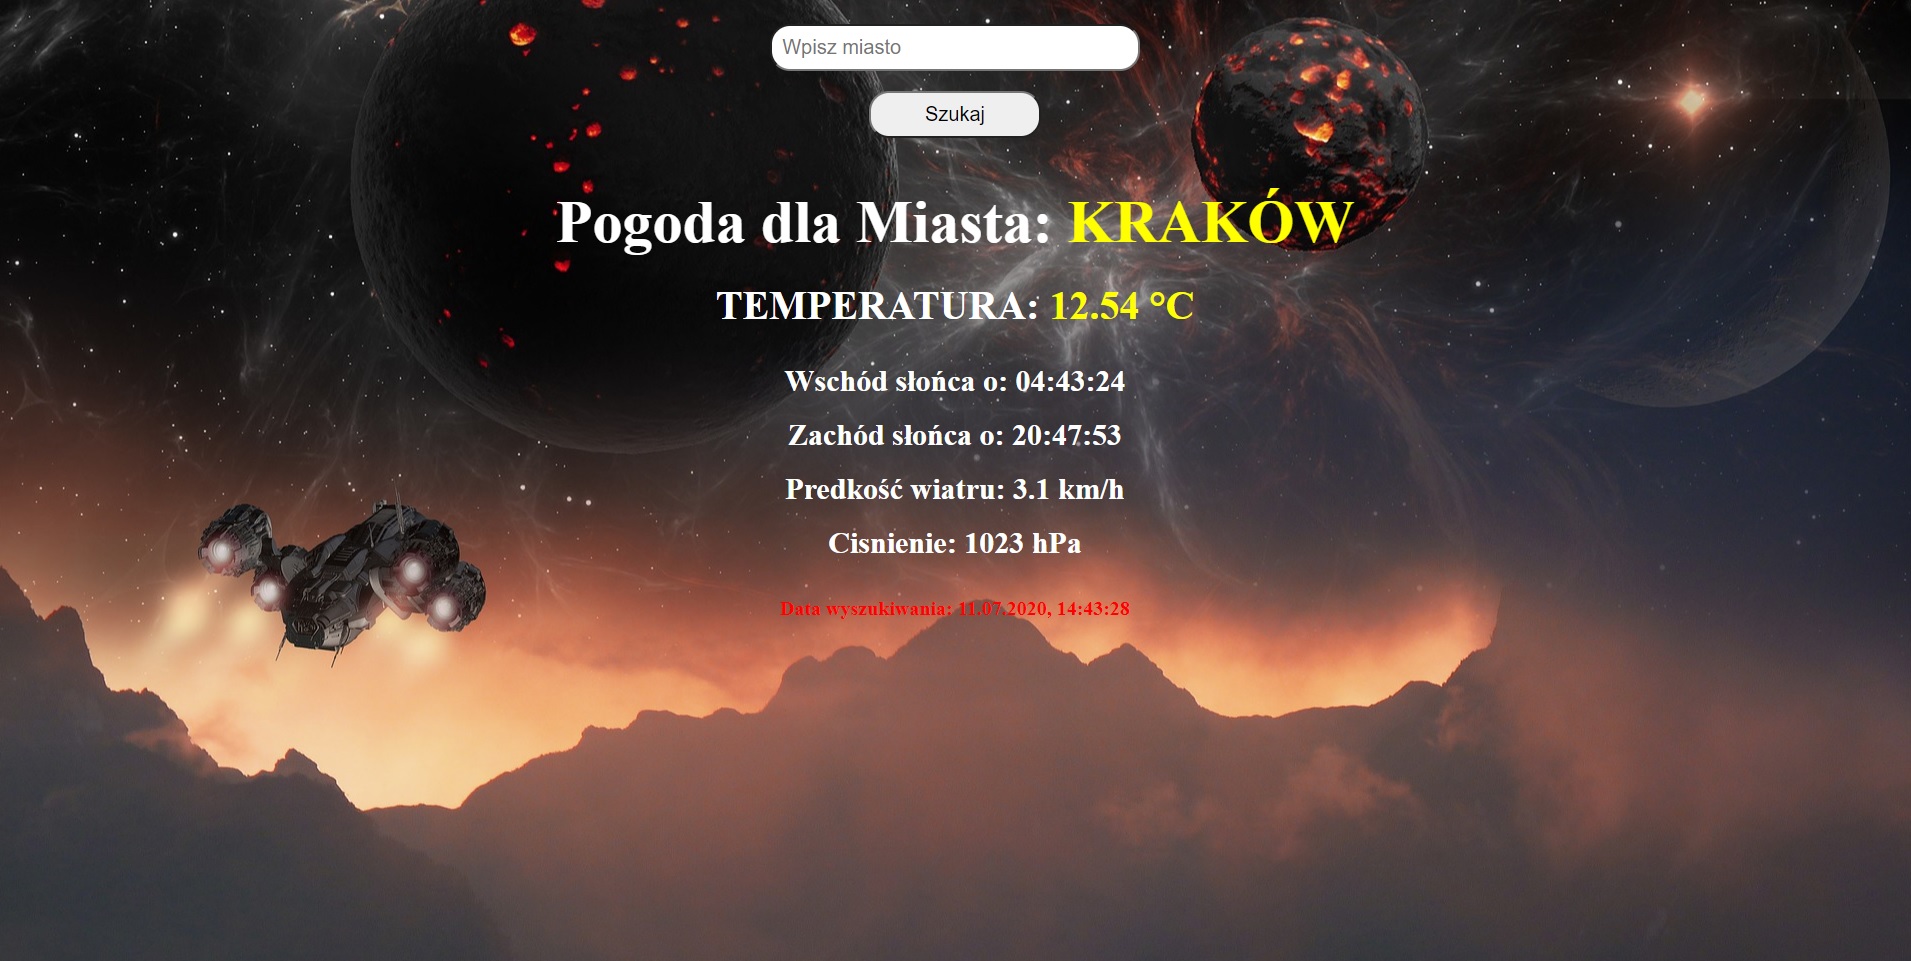 Wpisz miasto
Szukaj
Pogoda dla Miasta: KRAKÓW
TEMPERATURA: 12.54 °C
Wschód słońca o: 04:43:24
Zachód słońca o: 20:47:53
Predkość wiatru: 3.1 km/h
Cisnienie: 1023 hPa
Data wyszukiwania: 11.07.2020, 14:43:28